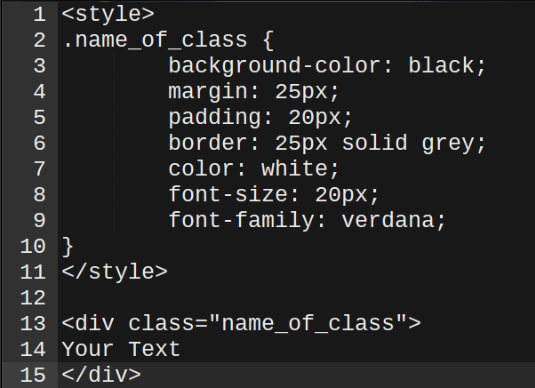 1 <style>
2 .name_of_class {
3         background-color: black;
4         margin: 25px;
5         padding: 20px;
6         border: 25px solid grey;
7         color: white;
8         font-size: 20px;
9         font-family: verdana;
10 }
11 </style>
12
13 <div class="name_of_class">
14 Your Text
15 </div>